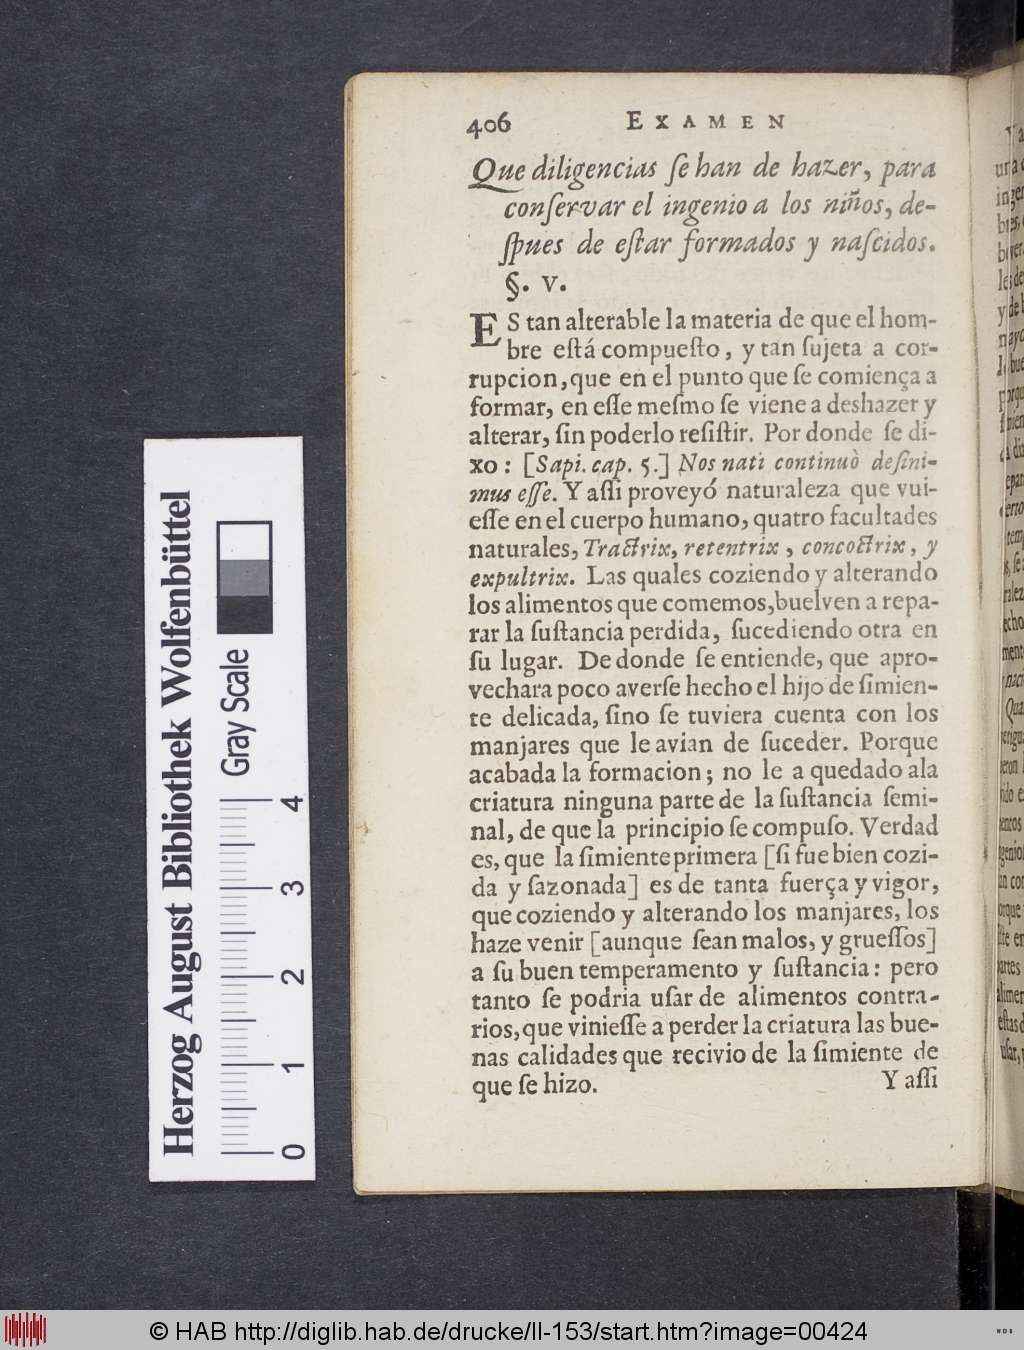 406 EXAMEN
Que diligencias ſe han de hazer, para
conſervar el ingenio a los niños, de-
ſpues de eſtar formados y naſcidos.
§. V.
ES tan alterable la materia de que el hom-
bre eſtá compueſto, y tan ſujeta a cor-
rupcion, que en el punto que ſe comiença a
formar, en eſſe meſmo ſe viene a deshazer y
alterar, ſin poderlo reſiſtir. Por donde ſe di-
xo: [Sapi. cap. 5.] Nos nati continuò deſini-
mus eſſe. Y aſſi proveyó naturaleza que vui-
eſſe en el cuerpo humano, quatro facultades
naturales, Tractrix, retentrix, concoctrix, y
expultrix. Las quales coziendo y alterando
los alimentos que comemos, buelven a repa-
rar la ſuſtancia perdida, ſucediendo otra en
ſu lugar. De donde ſe entiende, que apro-
vechara poco averſe hecho el hijo de ſimien-
te delicada, ſino ſe tuviera cuenta con los
manjares que le avian de ſuceder. Porque
acabada la formacion; no le a quedado ala
criatura ninguna parte de la ſuſtancia ſemi-
nal, de que la principio ſe compuſo. Verdad
es, que la ſimiente primera [ſi fue bien cozi-
da y ſazonada] es de tanta fuerça y vigor,
que coziendo y alterando los manjares, los
haze venir [aunque ſean malos, y grueſſos]
a ſu buen temperamento y ſuſtancia: pero
tanto ſe podria uſar de alimentos contra-
rios, que vinieſſe a perder la criatura las bue-
nas calidades que recivio de la ſimiente de
que ſe hizo. Y aſſi
Herzog August Bibliothek Wolfenbüttel
Gray Scale
0 1 2 3 4
© HAB http://diglib.hab.de/drucke/ll-153/start.htm?image=00424